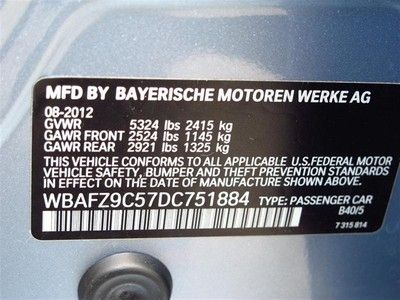 MFD BY BAYERISCHE MOTOREN WERKE AG
08-2012
GVWR 5324 lbs 2415 kg
GAWR FRONT 2524 lbs 1145 kg
GAWR REAR 2921 lbs 1325 kg
THIS VEHICLE CONFORMS TO ALL APPLICABLE U.S.FEDERAL MOTOR
VEHICLE SAFETY, BUMPER, AND THEFT PREVENTION STANDARDS
IN EFFECT ON THE DATE OF MANUFACTURE SHOWN ABOVE.
WBAFZ9C57DC751884 TYPE: PASSENGER CAR
B40/5
7 315 814